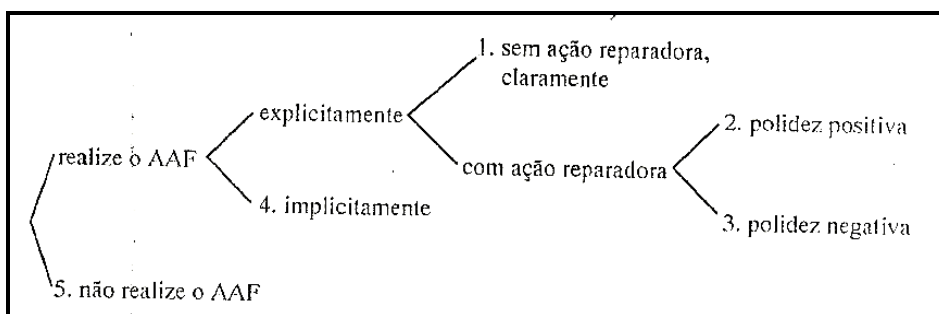 1. sem ação reparadora,
claramente
explicitamente
2. polidez positiva
realize o AAF
com ação reparadora
4. implicitamente
3. polidez negativa
5. não realize o AAF